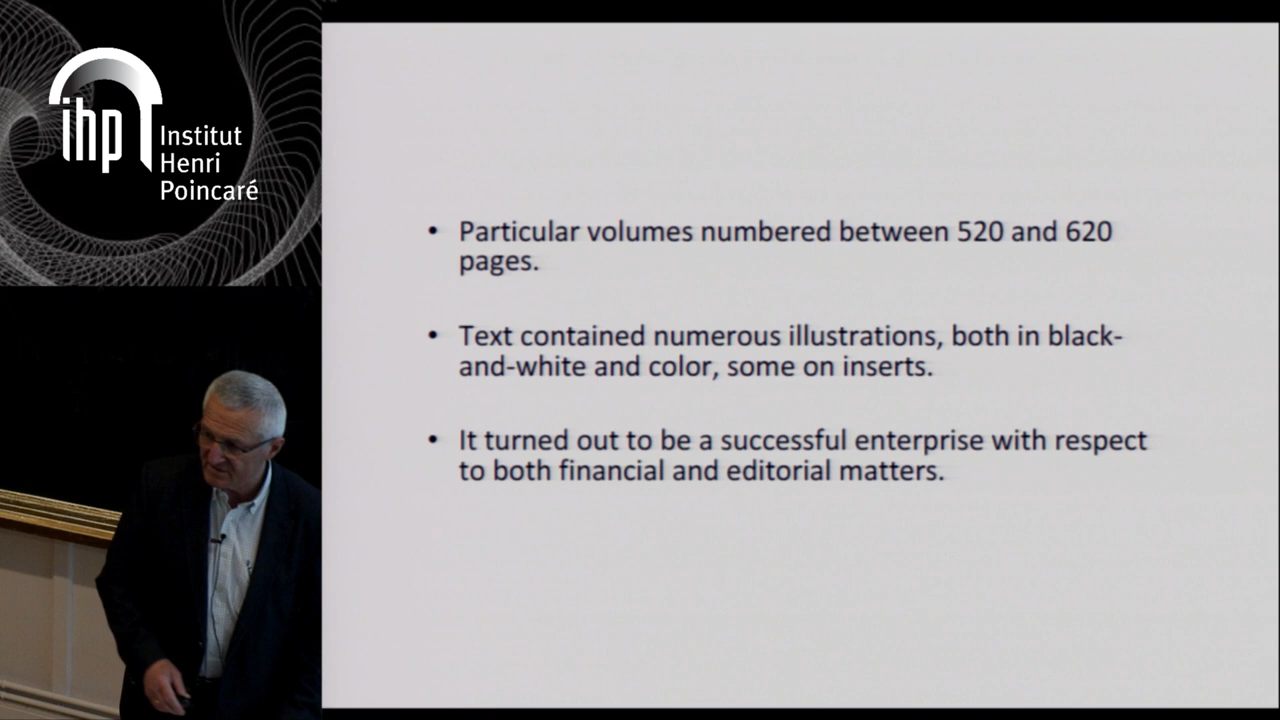 ihp
Institut
Henri
Poincaré
• Particular volumes numbered between 520 and 620
pages.
• Text contained numerous illustrations, both in black-
and-white and color, some on inserts.
• It turned out to be a successful enterprise with respect
to both financial and editorial matters.